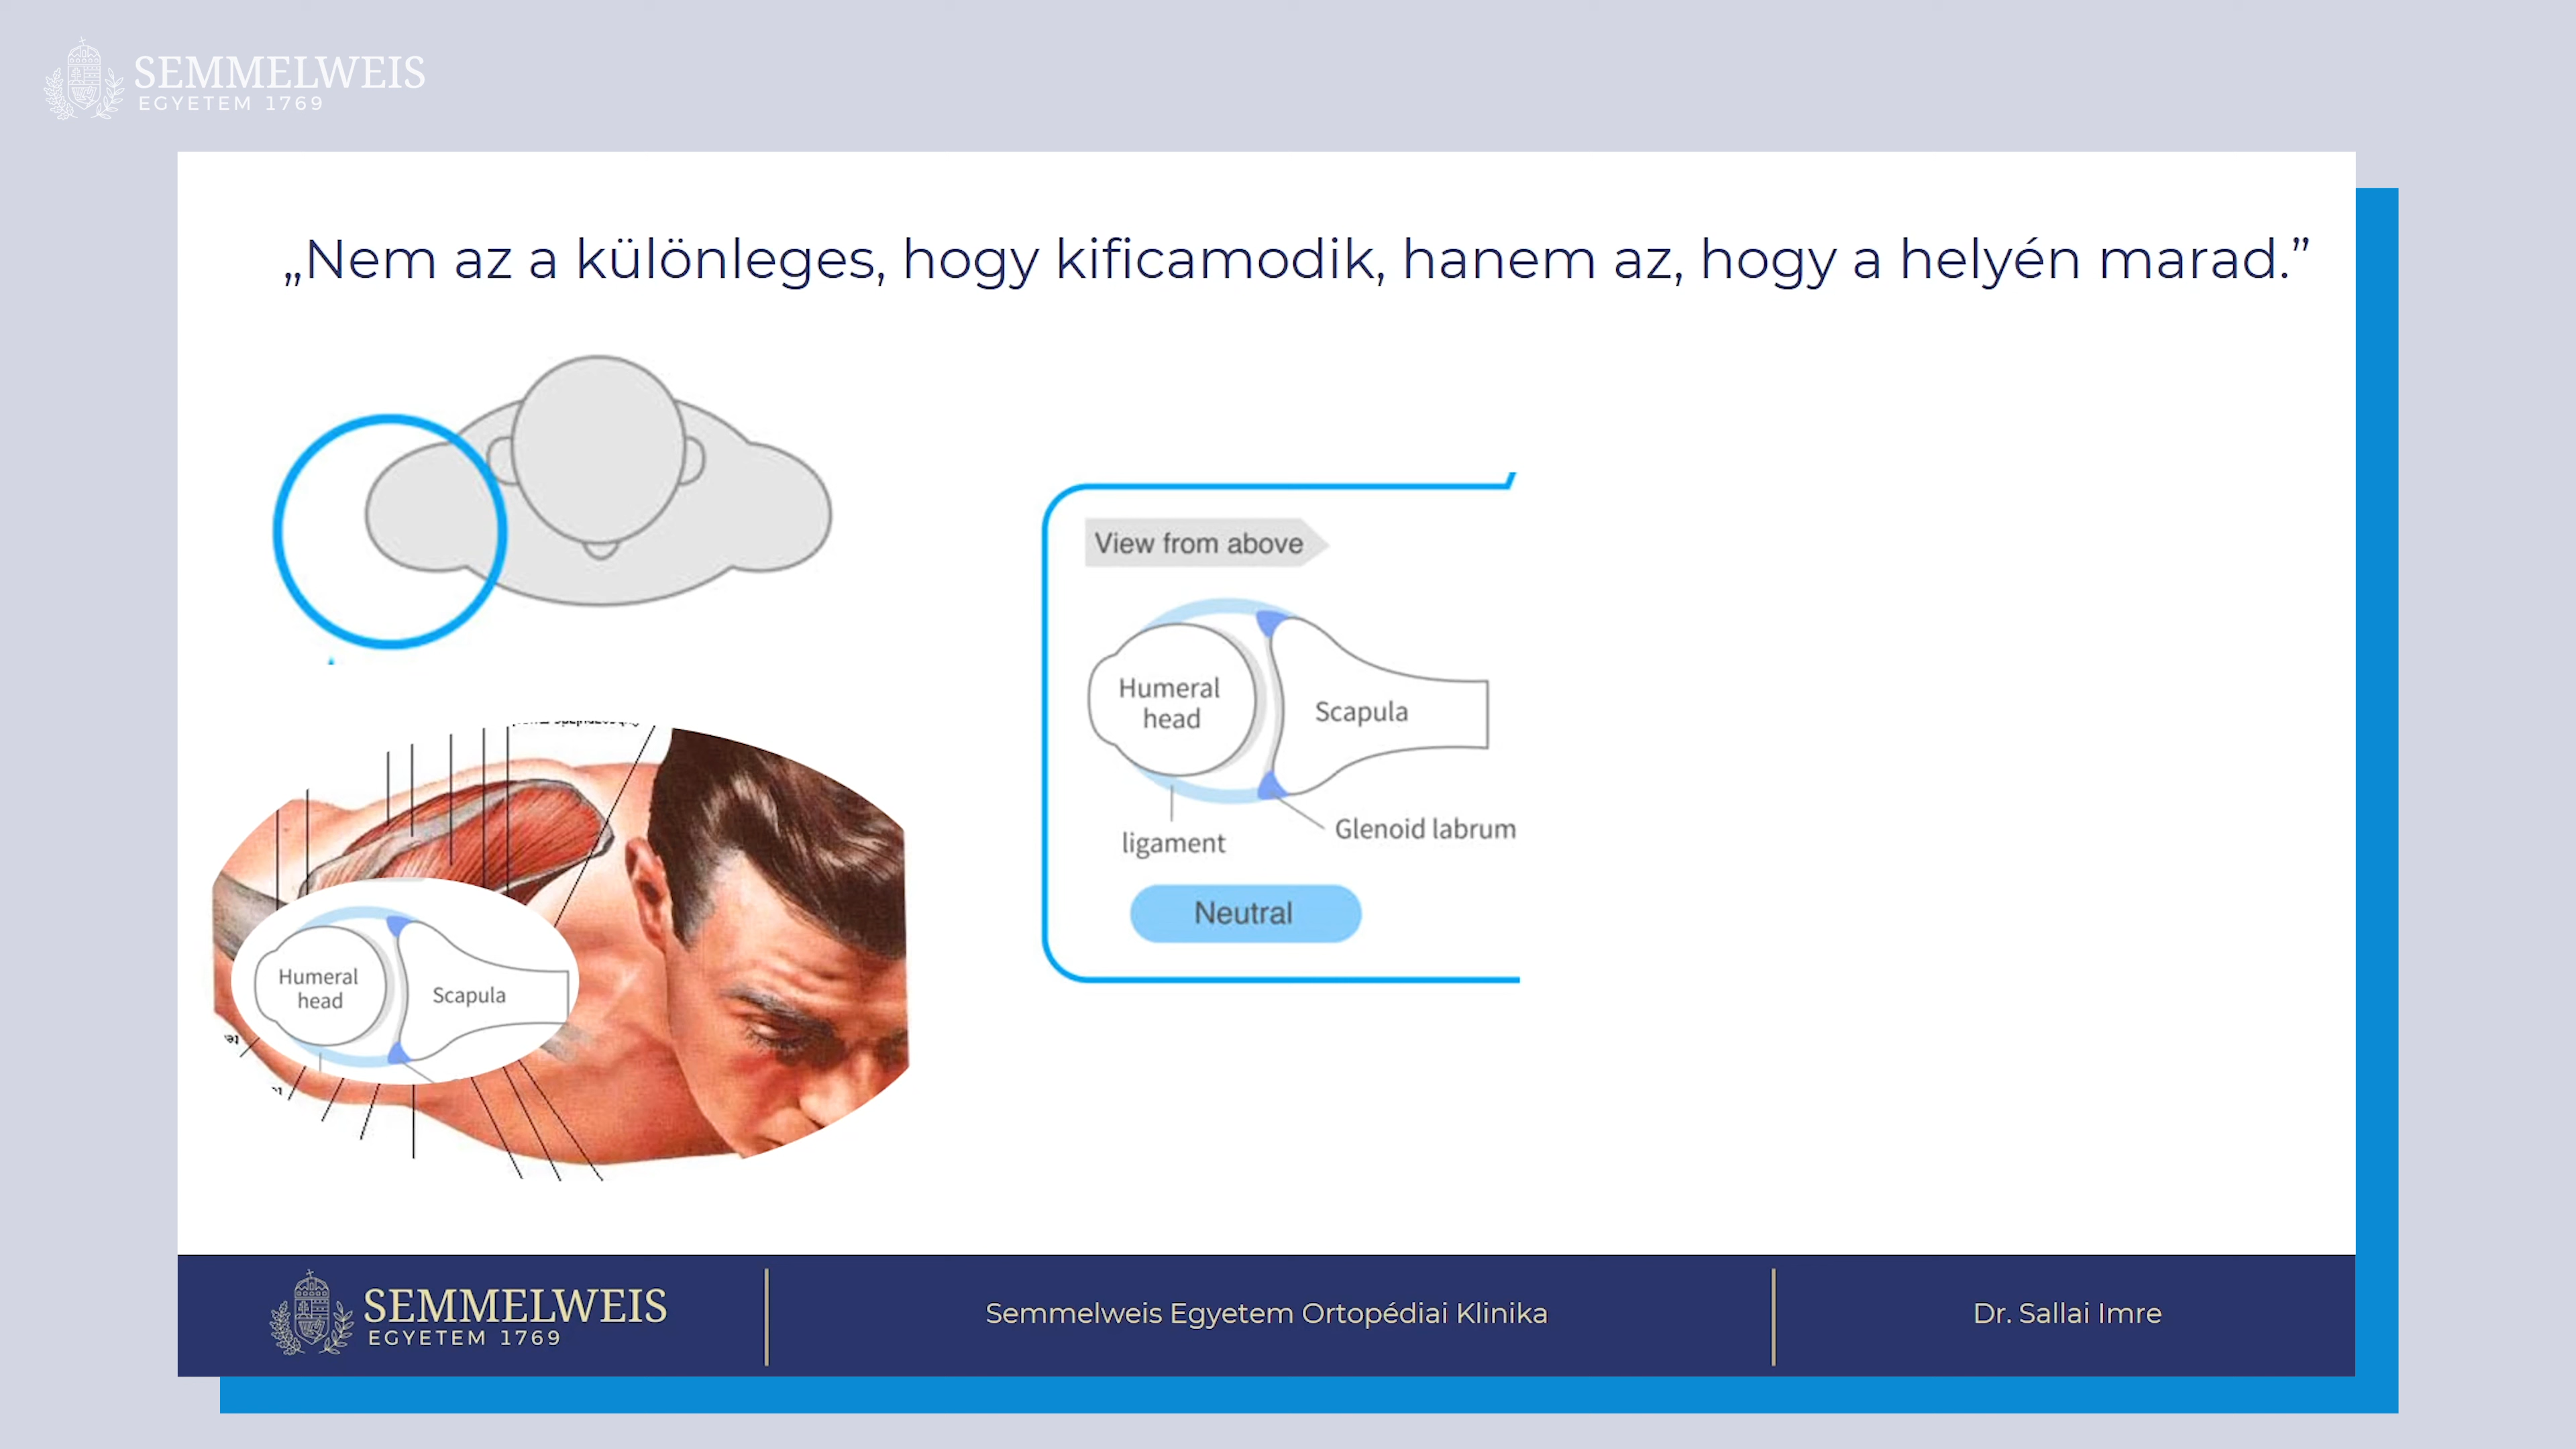 SEMMELWEIS
EGYETEM 1769
„Nem az a különleges, hogy kificamodik, hanem az, hogy a helyén marad.”
View from above
Humeral
head
Scapula
ligament
Glenoid labrum
Neutral
Humeral
head
Scapula
SEMMELWEIS
EGYETEM 1769
Semmelweis Egyetem Ortopédiai Klinika
Dr. Sallai Imre